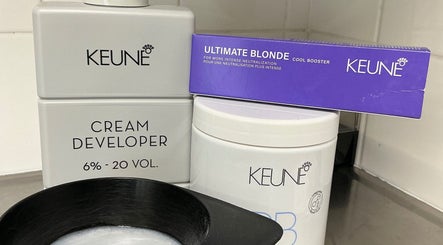 KEUNE
CREAM
DEVELOPER
6% - 20 VOL.
ULTIMATE BLONDE COOL BOOSTER
FOR MORE INTENSE NEUTRALIZATION
POUR UNE NEUTRALISATION PLUS INTENSE
KEUNE
KEUNE